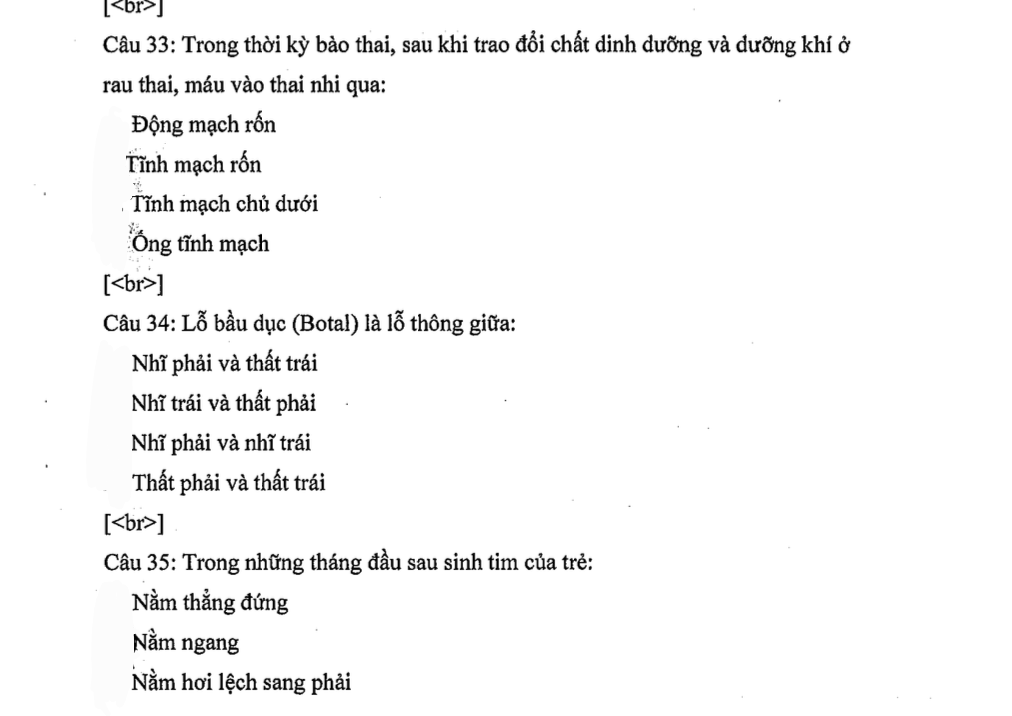 [<br>]
Câu 33: Trong thời kỳ bào thai, sau khi trao đổi chất dinh dưỡng và dưỡng khí ở
rau thai, máu vào thai nhi qua:
Động mạch rốn
Tĩnh mạch rốn
Tĩnh mạch chủ dưới
Ống tĩnh mạch
[<br>]
Câu 34: Lỗ bầu dục (Botal) là lỗ thông giữa:
Nhĩ phải và thất trái
Nhĩ trái và thất phải
Nhĩ phải và nhĩ trái
Thất phải và thất trái
[<br>]
Câu 35: Trong những tháng đầu sau sinh tim của trẻ:
Nằm thẳng đứng
Nằm ngang
Nằm hơi lệch sang phải